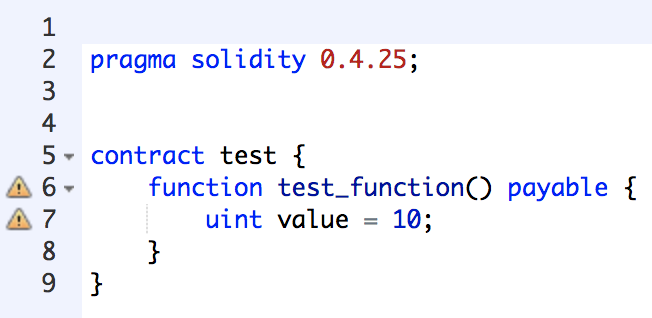 1
2 pragma solidity 0.4.25;
3
4
5 contract test {
6 function test_function() payable {
7 uint value = 10;
8 }
9 }